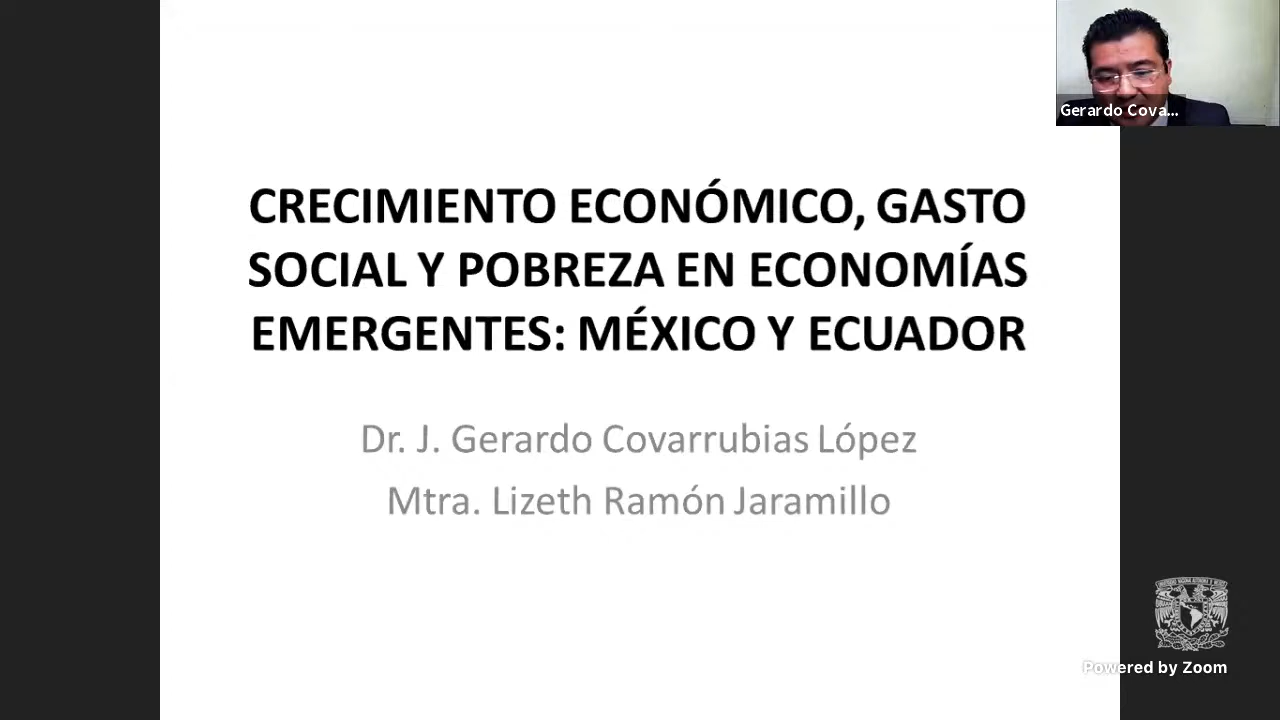 Gerardo Cova...
CRECIMIENTO ECONÓMICO, GASTO
SOCIAL Y POBREZA EN ECONOMÍAS
EMERGENTES: MÉXICO Y ECUADOR
Dr. J. Gerardo Covarrubias López
Mtra. Lizeth Ramón Jaramillo
Powered by Zoom